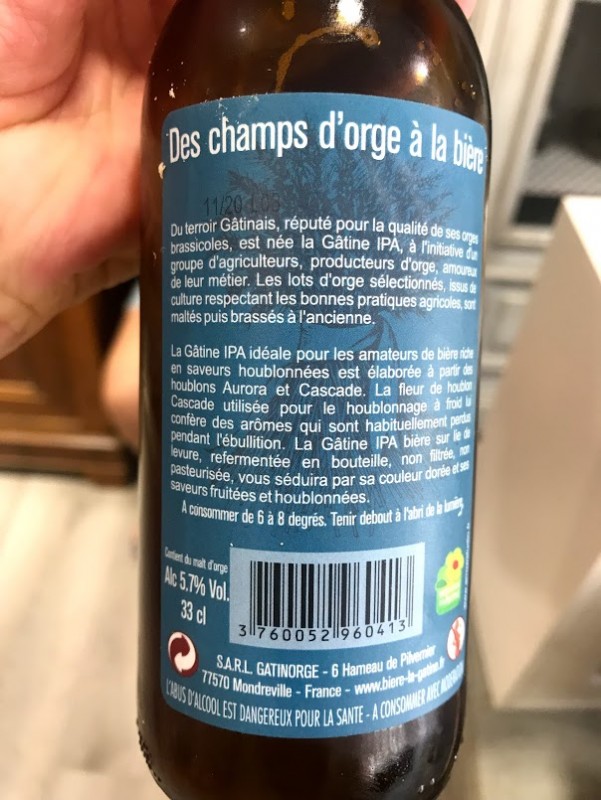 Des champs d'orge à la bière
11/20
Du terroir Gâtinais, réputé pour la qualité de ses orges
brassicoles, est née la Gâtine IPA, à l'initiative d'un
groupe d'agriculteurs, producteurs d'orge, amoureux
de leur métier. Les lots d'orge sélectionnés, issus de
culture respectant les bonnes pratiques agricoles, sont
maltés puis brassés à l'ancienne.
La Gâtine IPA idéale pour les amateurs de bière riche
en saveurs houblonnées est élaborée à partir des
houblons Aurora et Cascade. La fleur de houblon
Cascade utilisée pour le houblonnage à froid lui
confère des arômes qui sont habituellement perdus
pendant l'ébullition. La Gâtine IPA bière sur lie de
levure, refermentée en bouteille, non filtrée, non
pasteurisée, vous séduira par sa couleur dorée et ses
saveurs fruitées et houblonnées.
A consommer de 6 à 8 degrés. Tenir debout à l'abri de la lumière.
Contient du malt d'orge
Alc 5.7% Vol.
33 cl
3 760052 960413
S.A.R.L. GATINORGE - 6 Hameau de Pilvernier
77570 Mondreville - France - www.biere-la-gatine.fr
L'ABUS D'ALCOOL EST DANGEREUX POUR LA SANTE - A CONSOMMER AVEC MODERATION